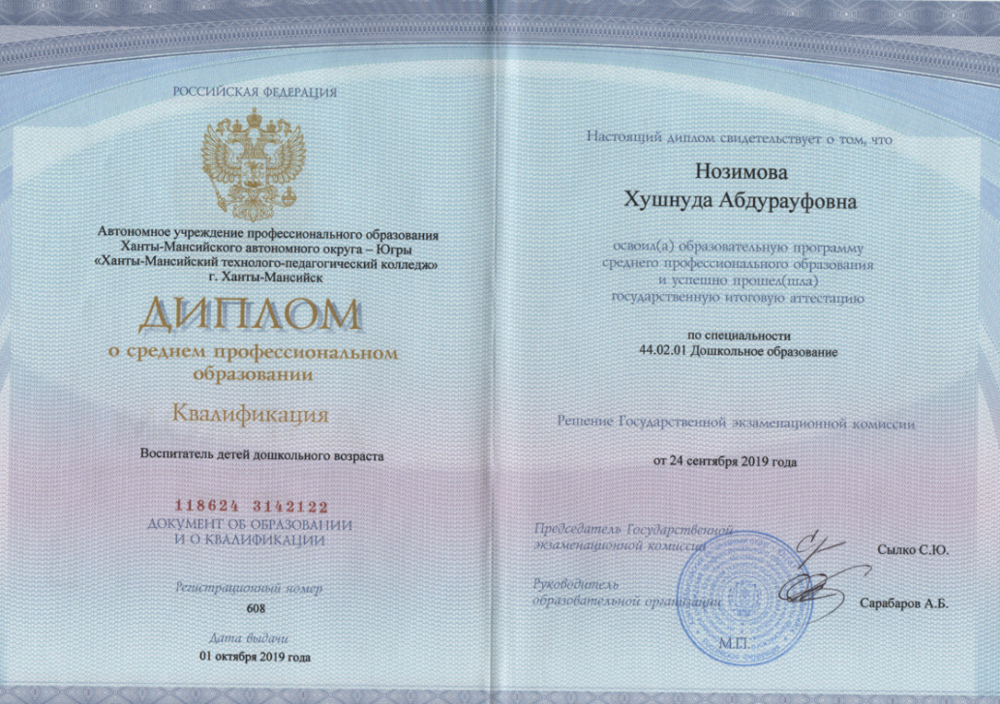 РОССИЙСКАЯ ФЕДЕРАЦИЯ
Автономное учреждение профессионального образования
Ханты-Мансийского автономного округа – Югры
«Ханты-Мансийский технолого-педагогический колледж»
г. Ханты-Мансийск
ДИПЛОМ
о среднем профессиональном
образовании
Квалификация
Воспитатель детей дошкольного возраста
118624 3142122
ДОКУМЕНТ ОБ ОБРАЗОВАНИИ
И О КВАЛИФИКАЦИИ
Регистрационный номер
608
Дата выдачи
01 октября 2019 года
Настоящий диплом свидетельствует о том, что
Нозимова
Хушнуда Абдурауфовна
освоил(а) образовательную программу
среднего профессионального образования
и успешно прошел(шла)
государственную итоговую аттестацию
по специальности
44.02.01 Дошкольное образование
Решение Государственной экзаменационной комиссии
от 24 сентября 2019 года
Председатель Государственной
экзаменационной комиссии
Сылко С.Ю.
Руководитель
образовательной организации
Сарабаров А.Б.
М.П.